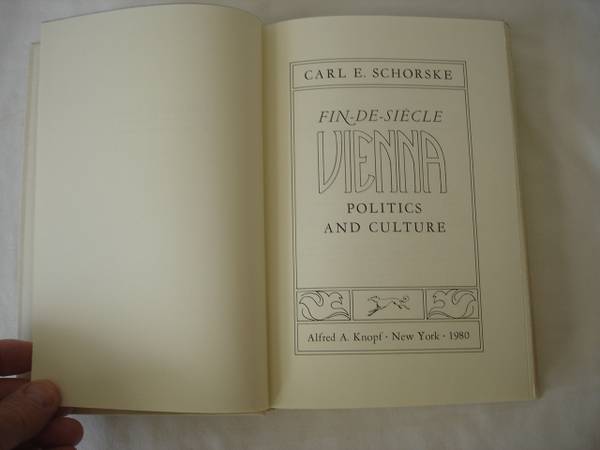 CARL E. SCHORSKE
FIN-DE-SIÈCLE
VIENNA
POLITICS
AND CULTURE
Alfred A. Knopf · New York · 1980